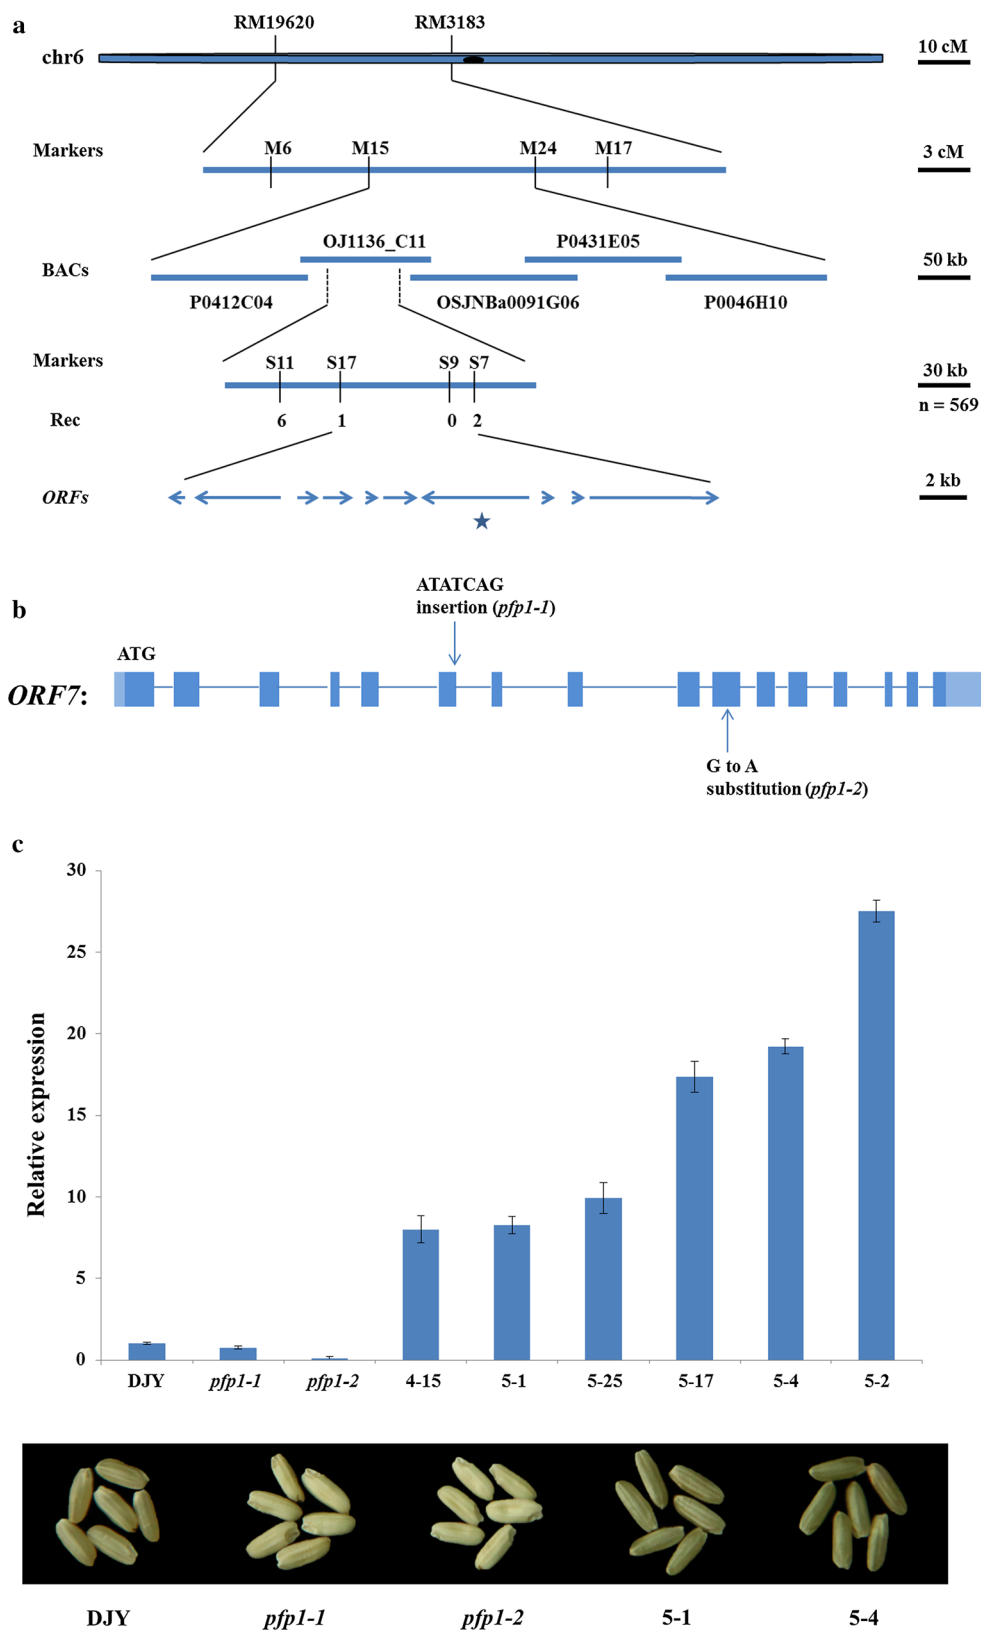 a
RM19620 RM3183
chr6 10 cM
Markers M6 M15 M24 M17 3 cM
OJ1136_C11 P0431E05
BACs 50 kb
P0412C04 OSJNBa0091G06 P0046H10
Markers S11 S17 S9 S7 30 kb
n = 569
Rec 6 1 0 2
ORFs 2 kb
b
ATATCAG
insertion (pfp1-1)
ATG
ORF7:
G to A
substitution (pfp1-2)
c
Relative expression
30
25
20
15
10
5
0
DJY pfp1-1 pfp1-2 4-15 5-1 5-25 5-17 5-4 5-2
DJY pfp1-1 pfp1-2 5-1 5-4